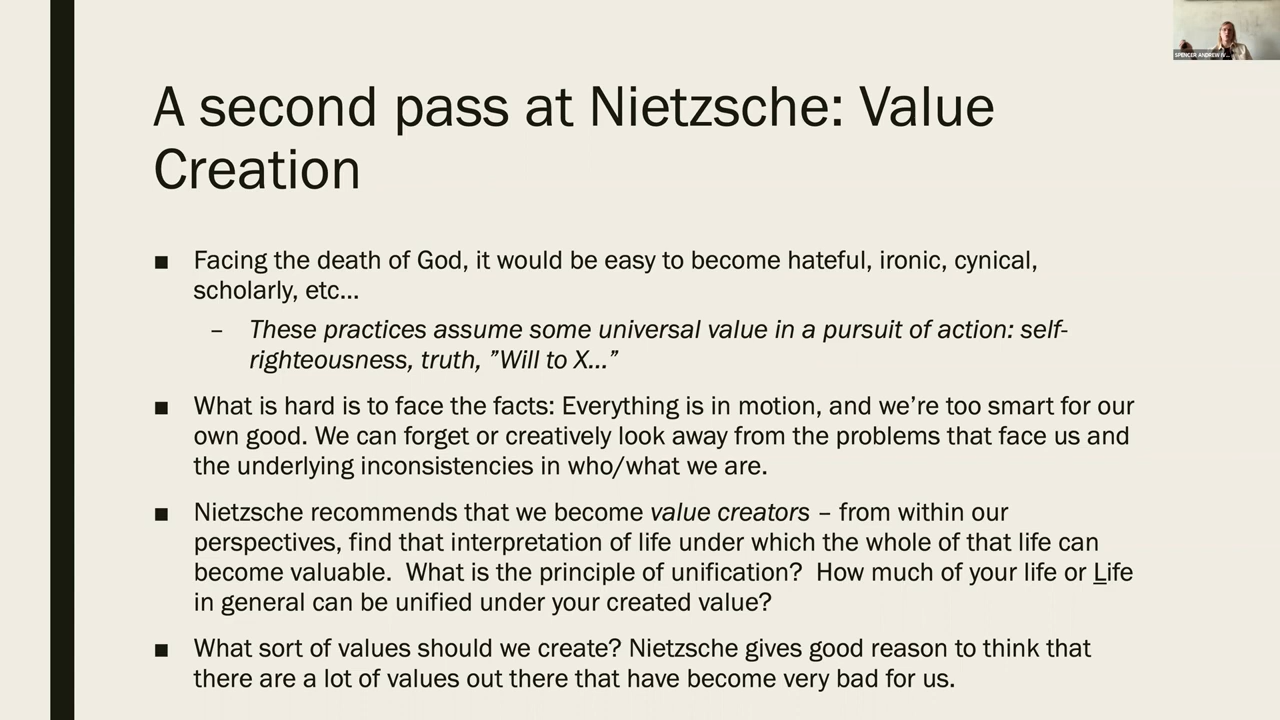 SPENCER ANDREW IV...
A second pass at Nietzsche: Value
Creation
■ Facing the death of God, it would be easy to become hateful, ironic, cynical,
scholarly, etc...
– These practices assume some universal value in a pursuit of action: self-
righteousness, truth, ”Will to X...”
■ What is hard is to face the facts: Everything is in motion, and we’re too smart for our
own good. We can forget or creatively look away from the problems that face us and
the underlying inconsistencies in who/what we are.
■ Nietzsche recommends that we become value creators – from within our
perspectives, find that interpretation of life under which the whole of that life can
become valuable.  What is the principle of unification?  How much of your life or Life
in general can be unified under your created value?
■ What sort of values should we create? Nietzsche gives good reason to think that
there are a lot of values out there that have become very bad for us.